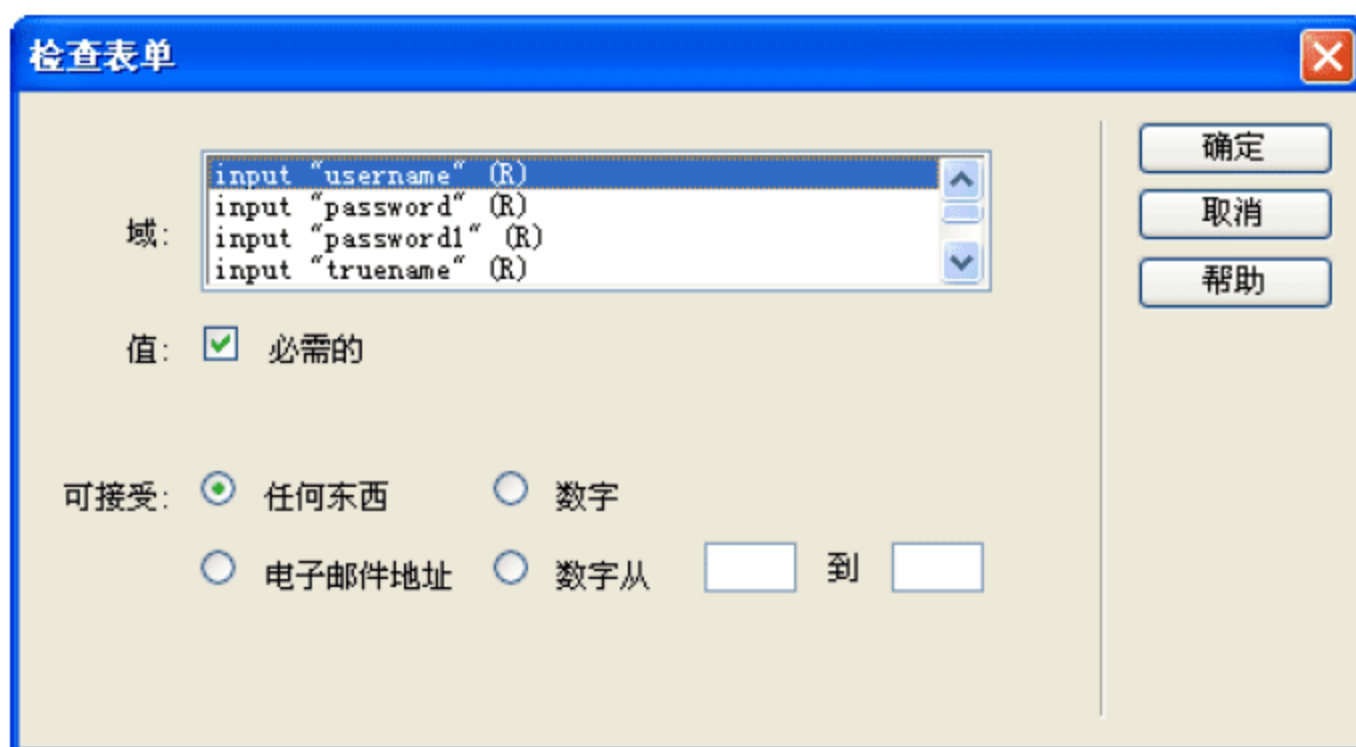 检查表单
域:
input "username" (R)
input "password" (R)
input "password1" (R)
input "truename" (R)
值:
必需的
可接受:
任何东西
数字
电子邮件地址
数字从
到
确定
取消
帮助